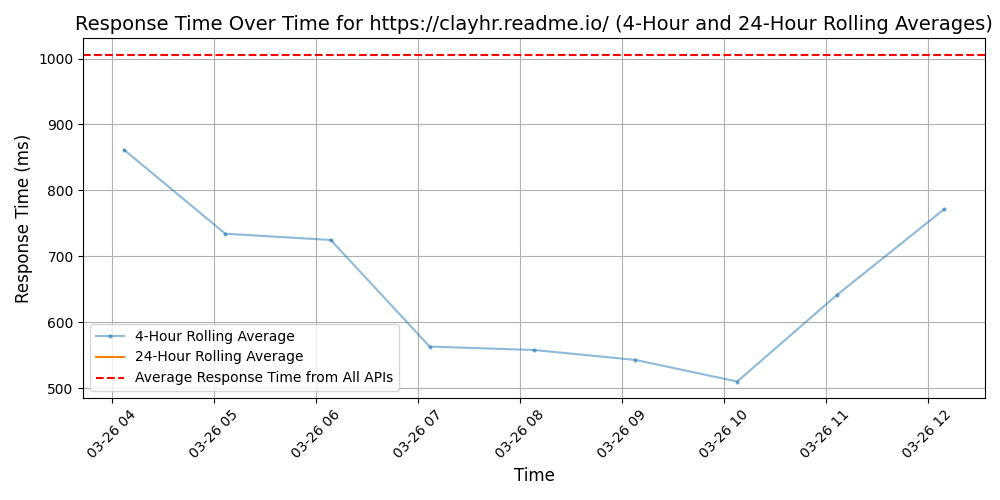 Response Time Over Time for https://clayhr.readme.io/ (4-Hour and 24-Hour Rolling Averages)
Response Time (ms)
1000
900
800
700
600
500
4-Hour Rolling Average
24-Hour Rolling Average
Average Response Time from All APIs
03-26 04
03-26 05
03-26 06
03-26 07
03-26 08
03-26 09
03-26 10
03-26 11
03-26 12
Time